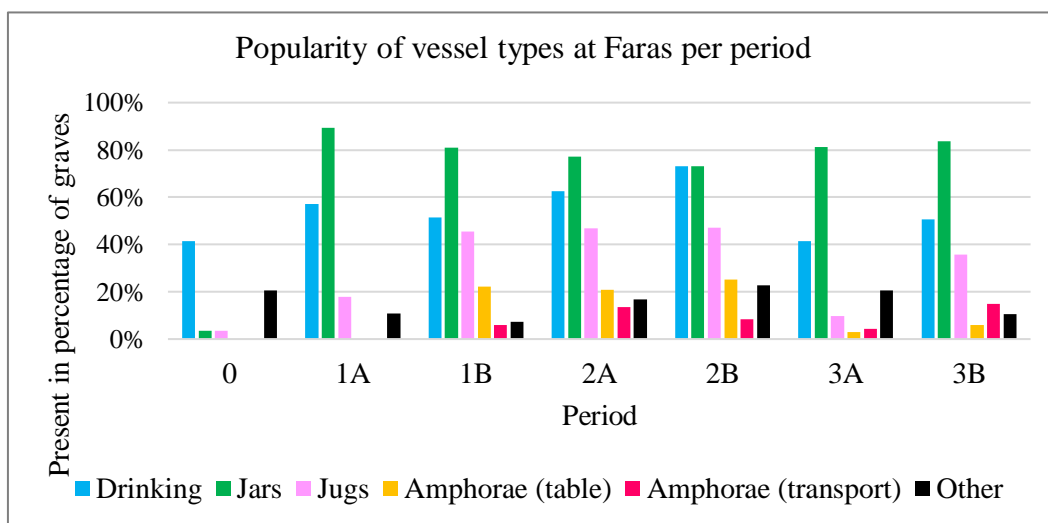 Popularity of vessel types at Faras per period
Present in percentage of graves
100%
80%
60%
40%
20%
0%
0 1A 1B 2A 2B 3A 3B
Period
Drinking Jars Jugs Amphorae (table) Amphorae (transport) Other